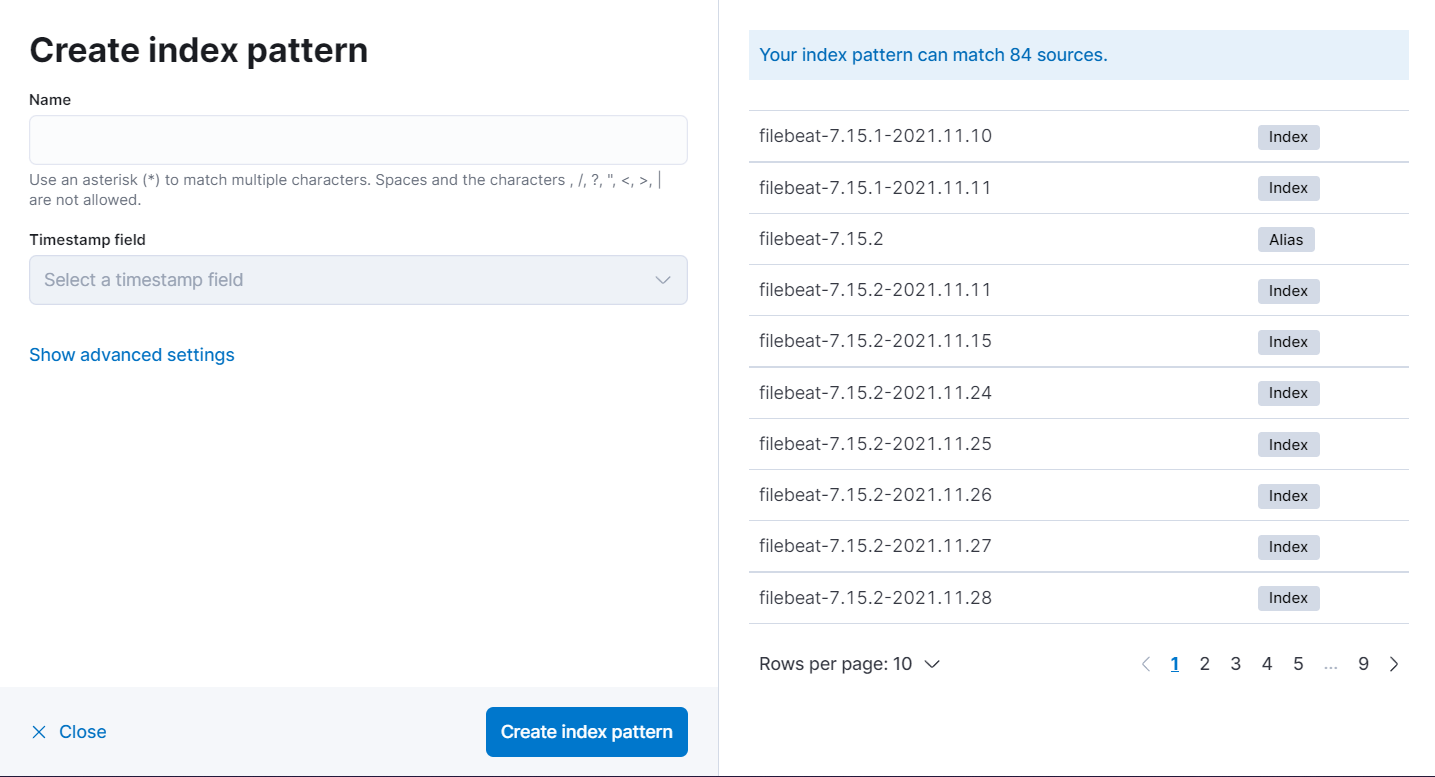 Create index pattern
Name
Use an asterisk (*) to match multiple characters. Spaces and the characters , /, ?, ", <, >, |
are not allowed.
Timestamp field
Select a timestamp field
Show advanced settings
Close
Create index pattern
Your index pattern can match 84 sources.
filebeat-7.15.1-2021.11.10 Index
filebeat-7.15.1-2021.11.11 Index
filebeat-7.15.2 Alias
filebeat-7.15.2-2021.11.11 Index
filebeat-7.15.2-2021.11.15 Index
filebeat-7.15.2-2021.11.24 Index
filebeat-7.15.2-2021.11.25 Index
filebeat-7.15.2-2021.11.26 Index
filebeat-7.15.2-2021.11.27 Index
filebeat-7.15.2-2021.11.28 Index
Rows per page: 10 1 2 3 4 5 ... 9